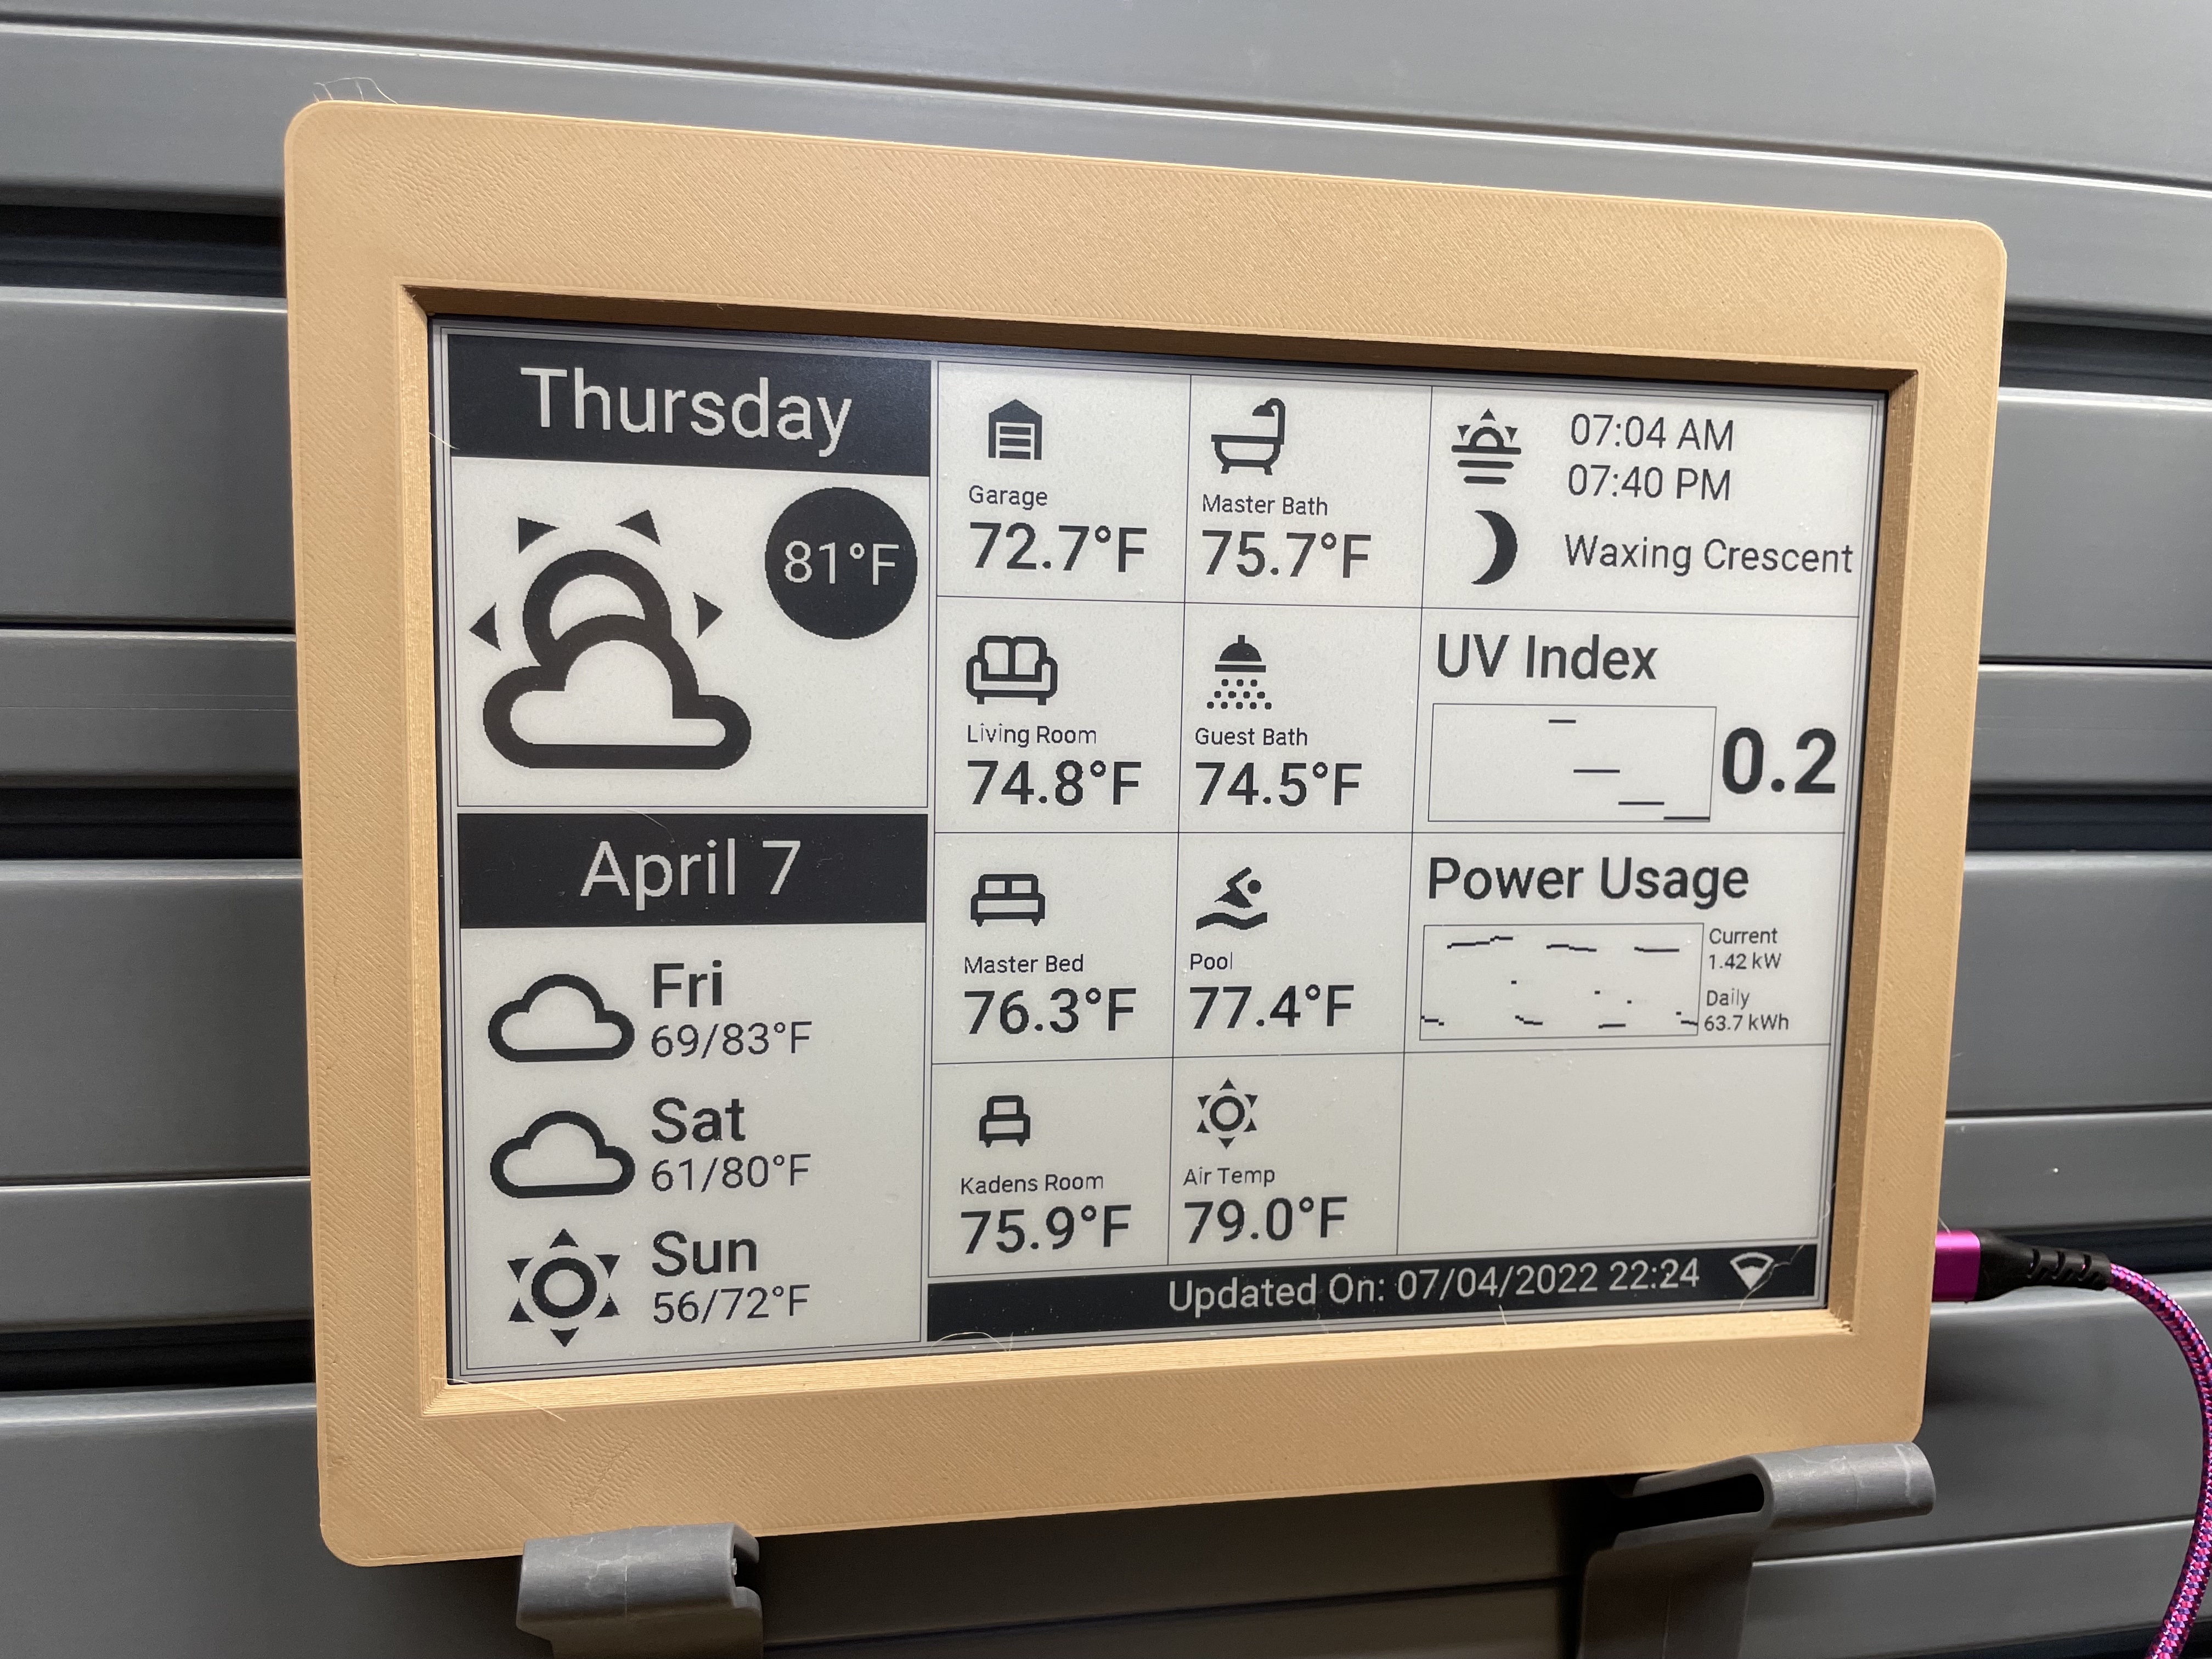 Thursday
81°F
April 7
Fri
69/83°F
Sat
61/80°F
Sun
56/72°F
Garage
72.7°F
Master Bath
75.7°F
07:04 AM
07:40 PM
Waxing Crescent
Living Room
74.8°F
Guest Bath
74.5°F
UV Index
0.2
Master Bed
76.3°F
Pool
77.4°F
Power Usage
Current
1.42 kW
Daily
63.7 kWh
Kadens Room
75.9°F
Air Temp
79.0°F
Updated On: 07/04/2022 22:24